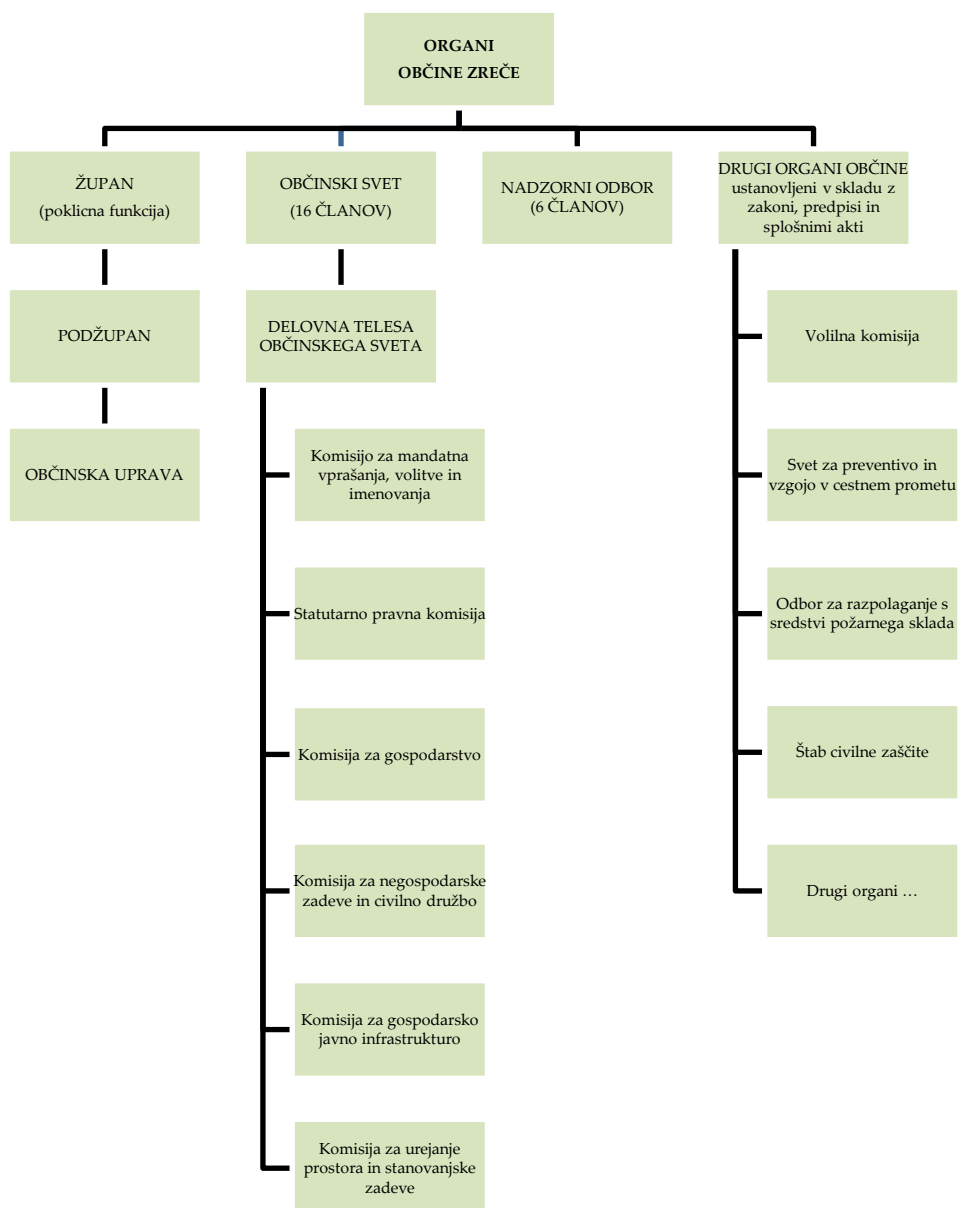 ORGANI
OBČINE ZREČE
ŽUPAN
(poklicna funkcija)
OBČINSKI SVET
(16 ČLANOV)
NADZORNI ODBOR
(6 ČLANOV)
DRUGI ORGANI OBČINE
ustanovljeni v skladu z
zakoni, predpisi in
splošnimi akti
PODŽUPAN
OBČINSKA UPRAVA
DELOVNA TELESA
OBČINSKEGA SVETA
Komisijo za mandatna
vprašanja, volitve in
imenovanja
Statutarno pravna komisija
Komisija za gospodarstvo
Komisija za negospodarske
zadeve in civilno družbo
Komisija za gospodarsko
javno infrastrukturo
Komisija za urejanje
prostora in stanovanjske
zadeve
Volilna komisija
Svet za preventivo in
vzgojo v cestnem prometu
Odbor za razpolaganje s
sredstvi požarnega sklada
Štab civilne zaščite
Drugi organi …